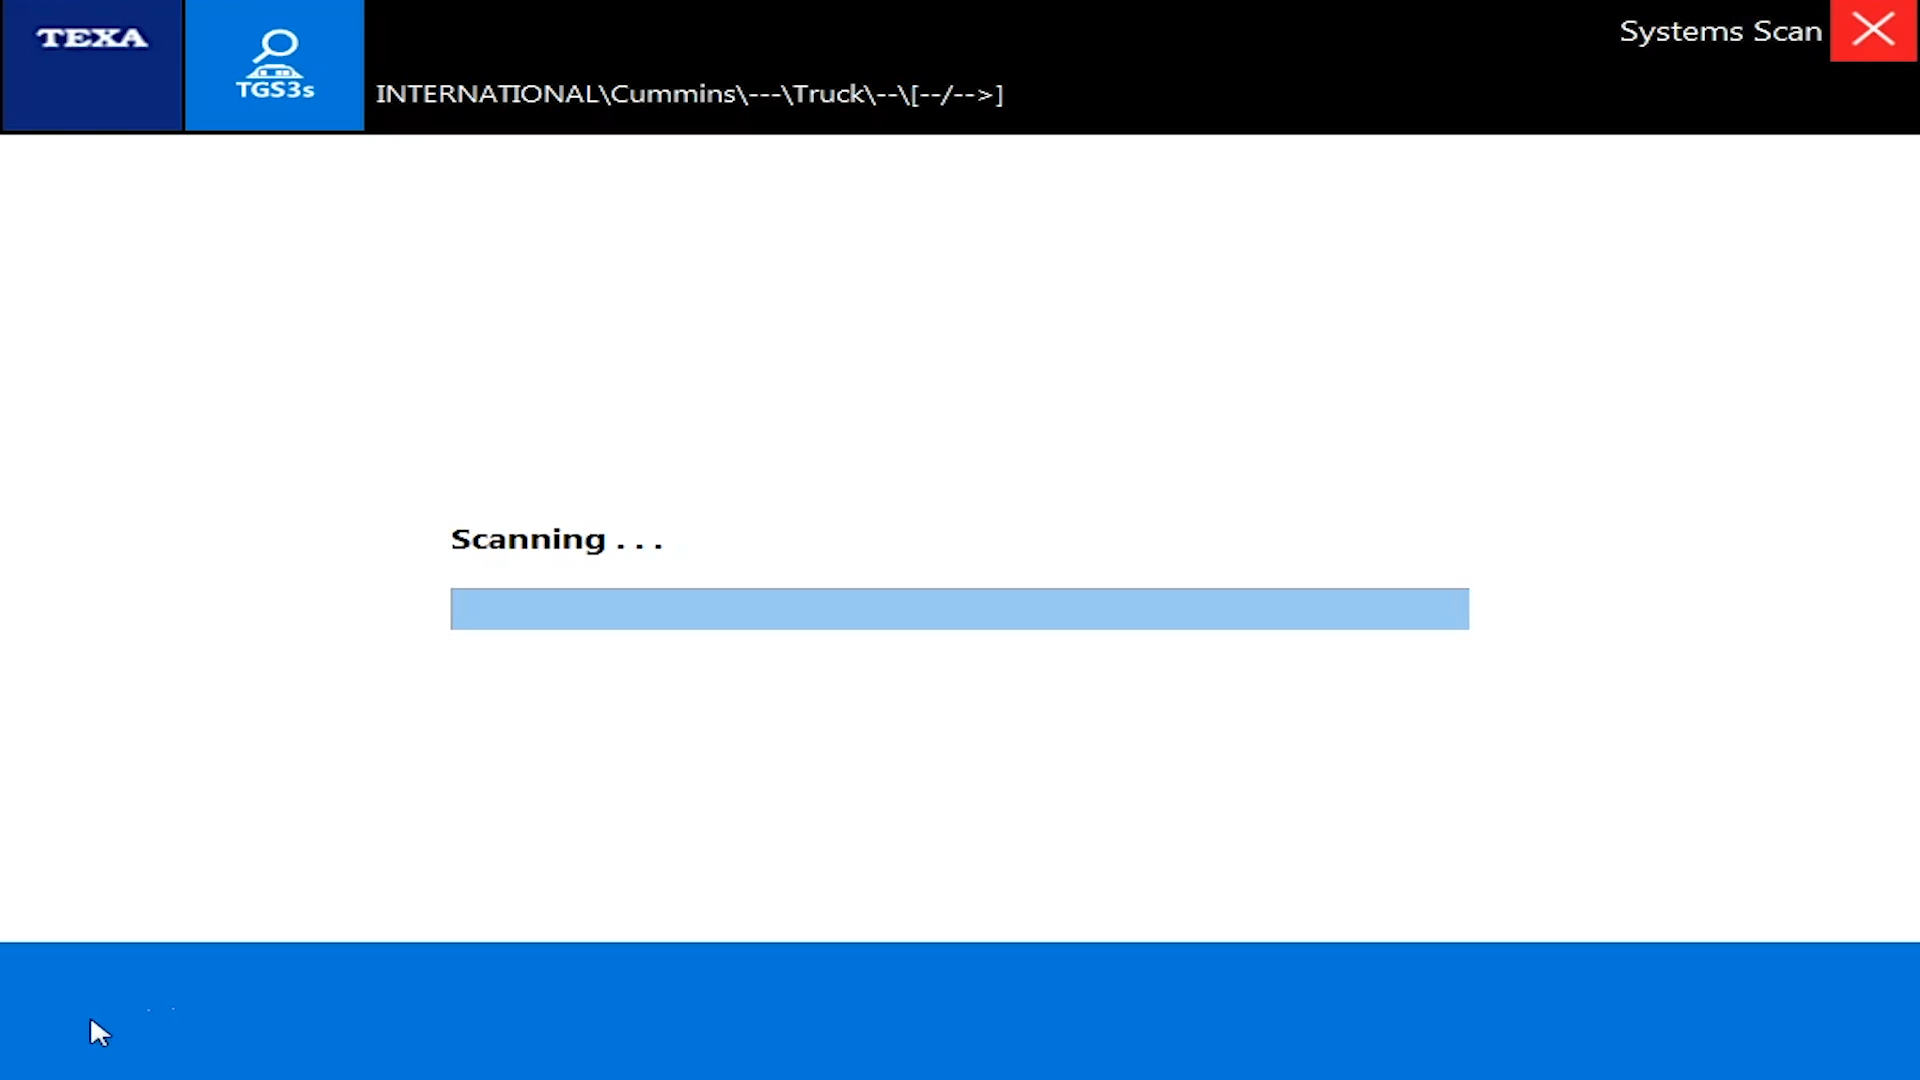 TEXA
TGS3s
Systems Scan
INTERNATIONAL\Cummins\---\Truck\--\[--/-->]
Scanning . . .